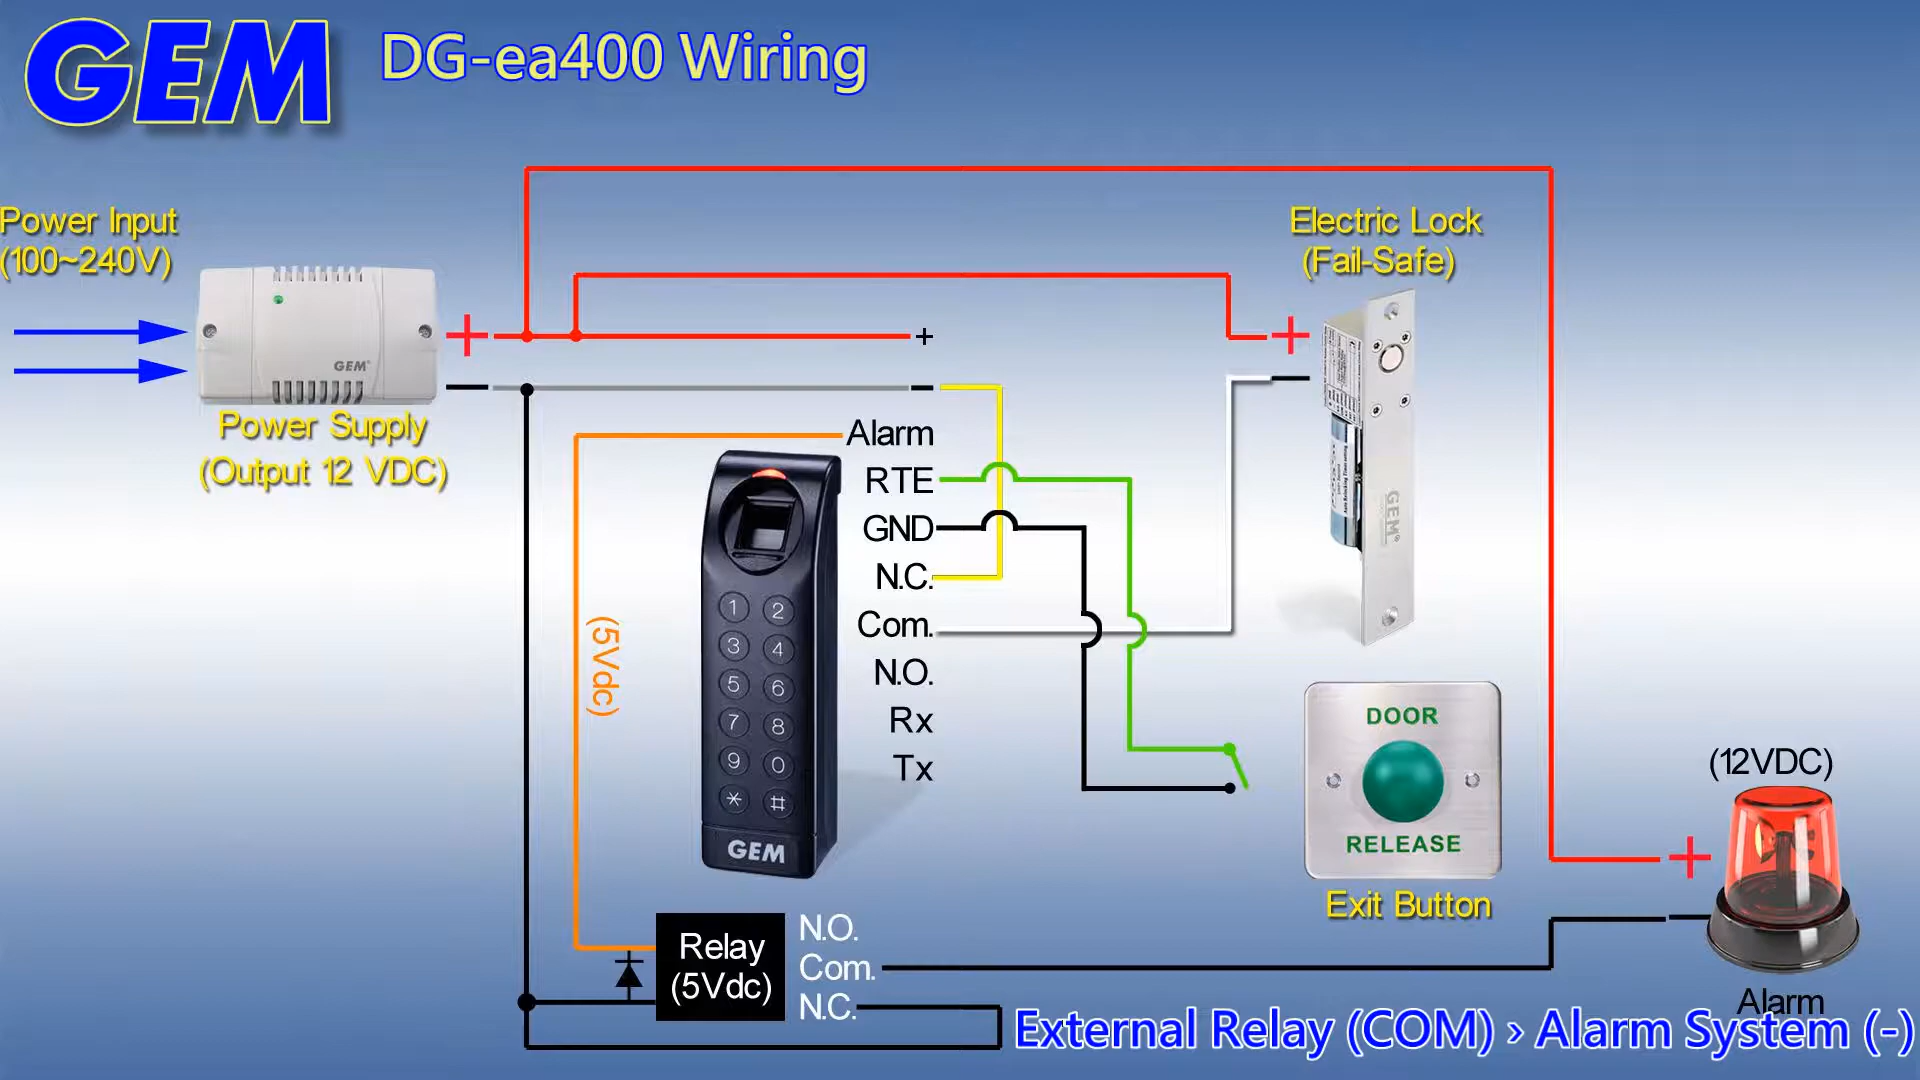 GEM
DG-ea400 Wiring
Power Input
(100~240V)
GEM
Power Supply
(Output 12 VDC)
+
-
+
-
Alarm
RTE
GND
N.C.
Com.
N.O.
Rx
Tx
(5Vdc)
1 2
3 4
5 6
7 8
9 0
* #
GEM
Electric Lock
(Fail-Safe)
+
-
GEM
DOOR
RELEASE
Exit Button
(12VDC)
+
-
Alarm
Relay
(5Vdc)
N.O.
Com.
N.C.
External Relay (COM) › Alarm System (-)